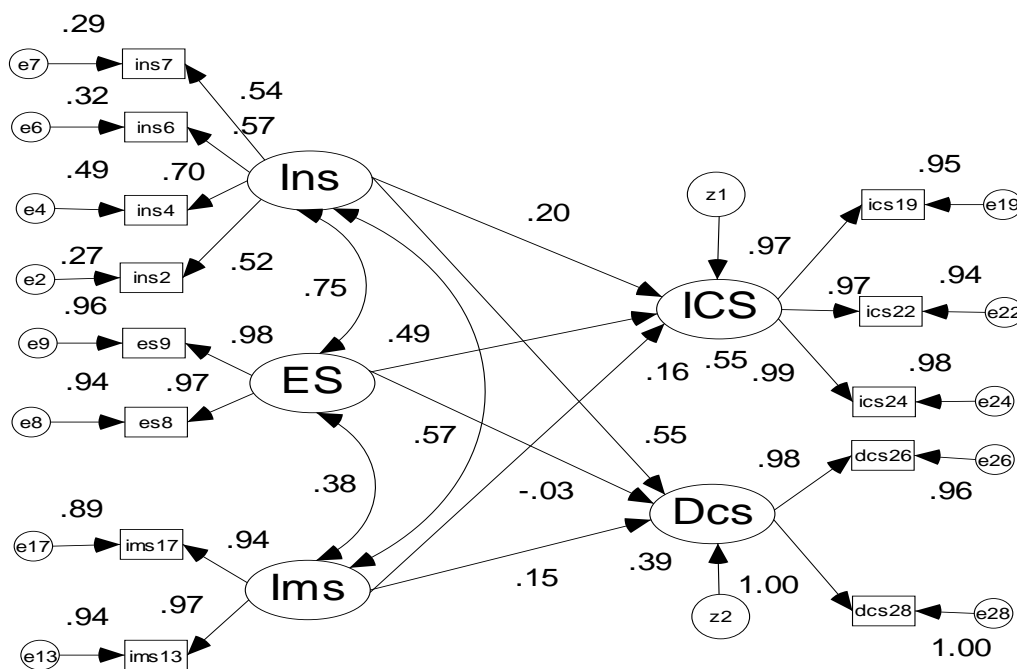 .29
e7
ins7
.54
.32
e6
ins6
.57
.49
e4
ins4
.70
Ins
.27
e2
ins2
.52
.96
e9
es9
.98
.75
ES
.94
e8
es8
.97
.38
.57
.89
e17
ims17
.94
Ims
.94
e13
ims13
.97
.20
.49
.16
.55
-.03
.15
z1
ICS
.55
.97
.95
ics19
e19
.97
.94
ics22
e22
.99
.98
ics24
e24
Dcs
.39
z2
.98
dcs26
e26
.96
1.00
dcs28
e28
1.00